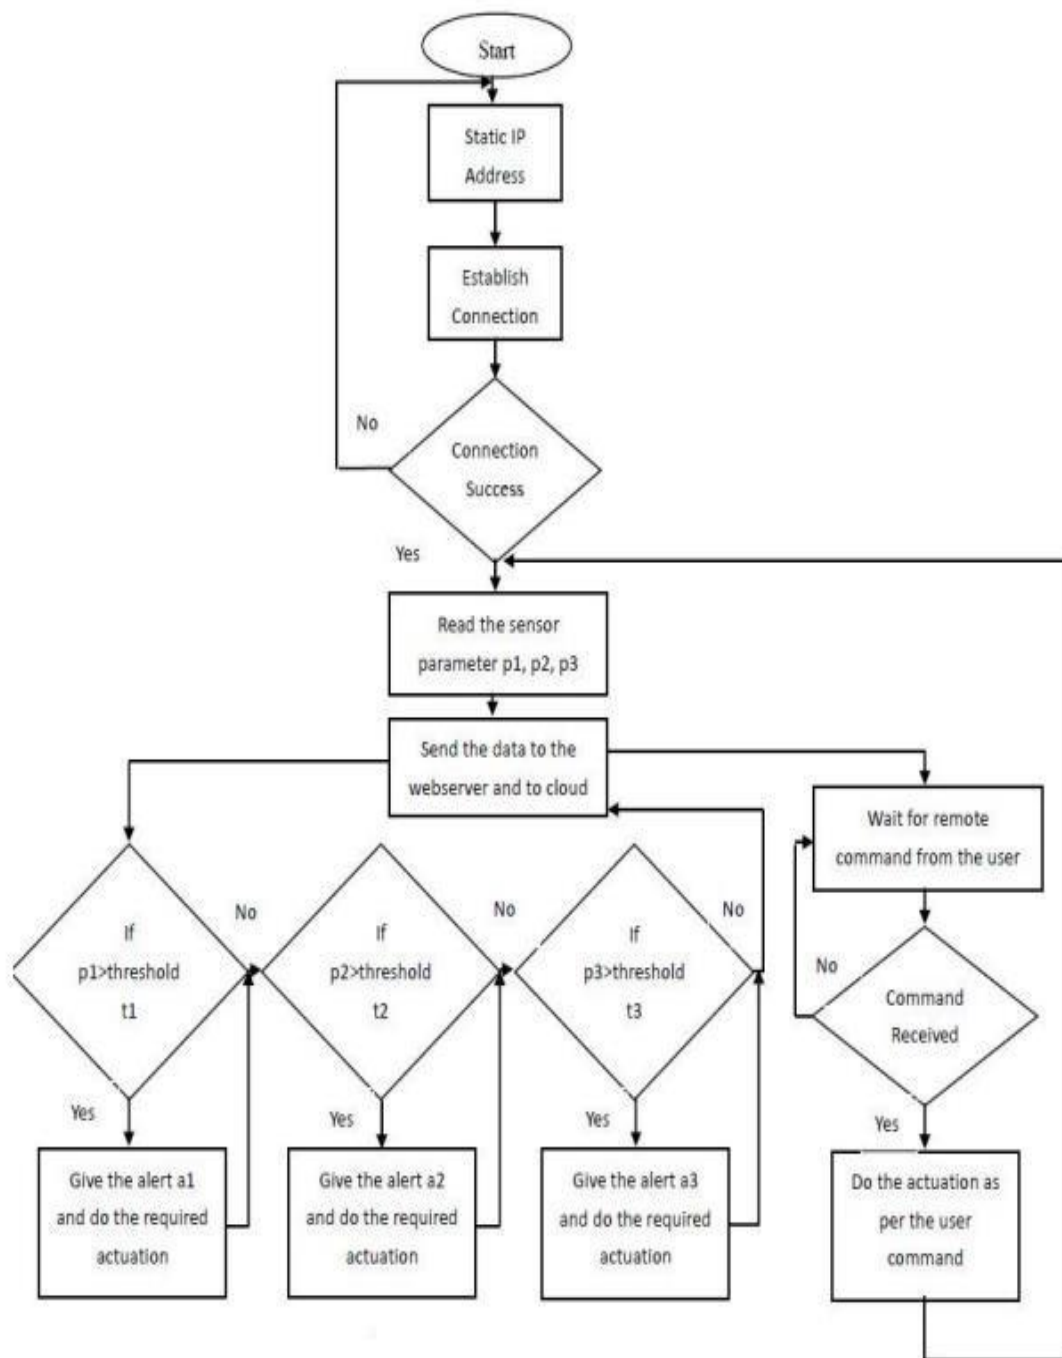 Start
Static IP
Address
Establish
Connection
No
Connection
Success
Yes
Read the sensor
parameter p1, p2, p3
Send the data to the
webserver and to cloud
Wait for remote
command from the user
If
p1>threshold
t1
No
If
p2>threshold
t2
No
If
p3>threshold
t3
No
No
Command
Received
Yes
Yes
Yes
Yes
Give the alert a1
and do the required
actuation
Give the alert a2
and do the required
actuation
Give the alert a3
and do the required
actuation
Do the actuation as
per the user
command